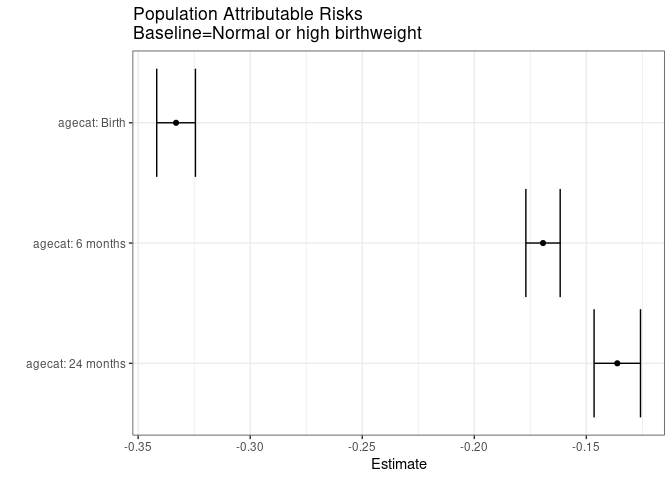 Population Attributable Risks
Baseline=Normal or high birthweight
agecat: Birth
agecat: 6 months
agecat: 24 months
-0.35 -0.30 -0.25 -0.20 -0.15
Estimate